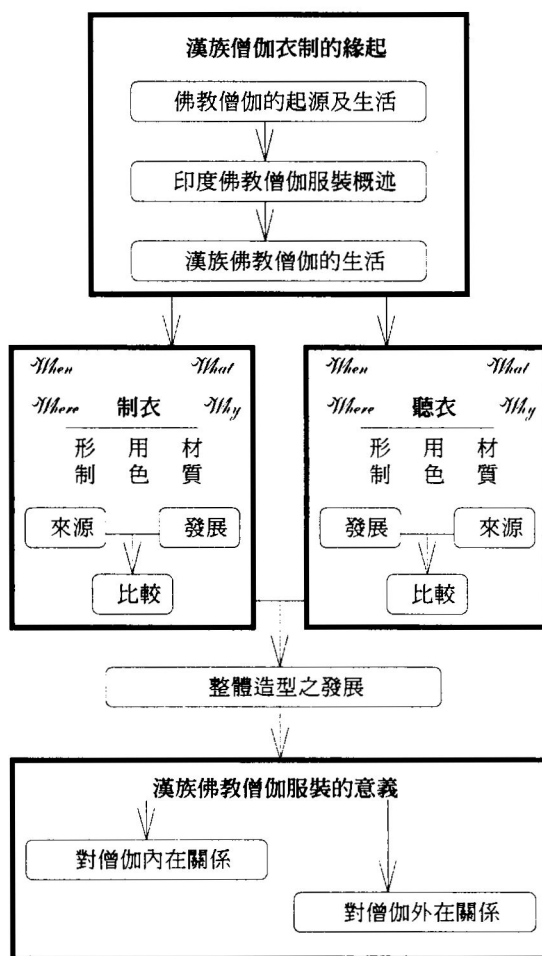 漢族僧伽衣制的緣起
佛教僧伽的起源及生活
印度佛教僧伽服裝概述
漢族佛教僧伽的生活
When What
Where 制衣 Why
形 用 材
制 色 質
來源 發展
比較
When What
Where 聽衣 Why
形 用 材
制 色 質
發展 來源
比較
整體造型之發展
漢族佛教僧伽服裝的意義
對僧伽內在關係
對僧伽外在關係